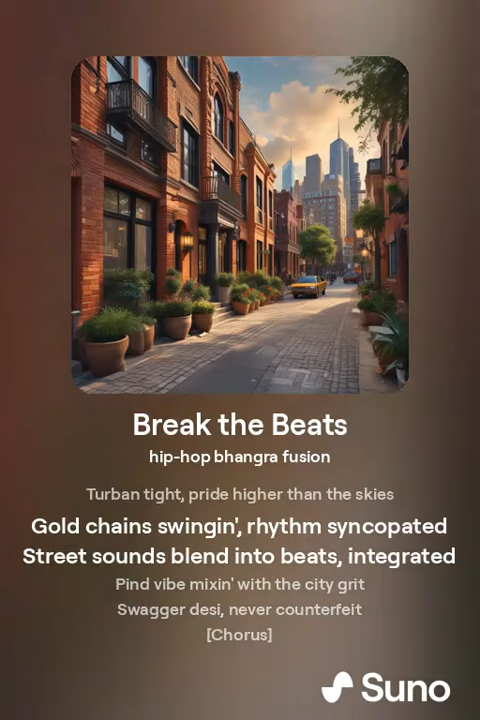 Break the Beats
hip-hop bhangra fusion
Turban tight, pride higher than the skies
Gold chains swingin', rhythm syncopated
Street sounds blend into beats, integrated
Pind vibe mixin' with the city grit
Swagger desi, never counterfeit
[Chorus]
Suno